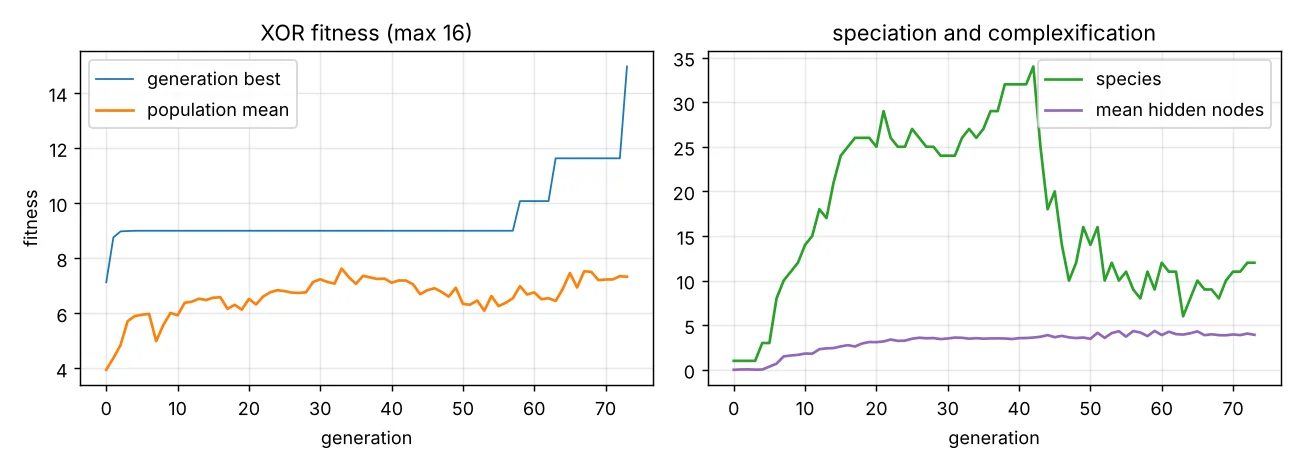 XOR fitness (max 16)
generation best
population mean
14
12
10
8
6
4
fitness
0 10 20 30 40 50 60 70
generation
speciation and complexification
species
mean hidden nodes
35
30
25
20
15
10
5
0
0 10 20 30 40 50 60 70
generation